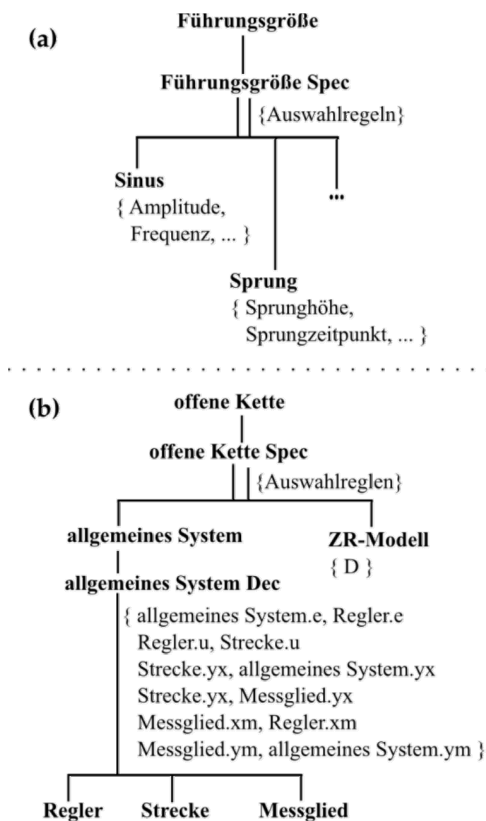 (a)
Führungsgröße
Führungsgröße Spec
{Auswahlregeln}
Sinus
{ Amplitude,
Frequenz, ... }
...
Sprung
{ Sprunghöhe,
Sprungzeitpunkt, ... }
(b)
offene Kette
offene Kette Spec
{Auswahlreglen}
allgemeines System
ZR-Modell
{ D }
allgemeines System Dec
{ allgemeines System.e, Regler.e
Regler.u, Strecke.u
Strecke.yx, allgemeines System.yx
Strecke.yx, Messglied.yx
Messglied.xm, Regler.xm
Messglied.ym, allgemeines System.ym }
Regler Strecke Messglied